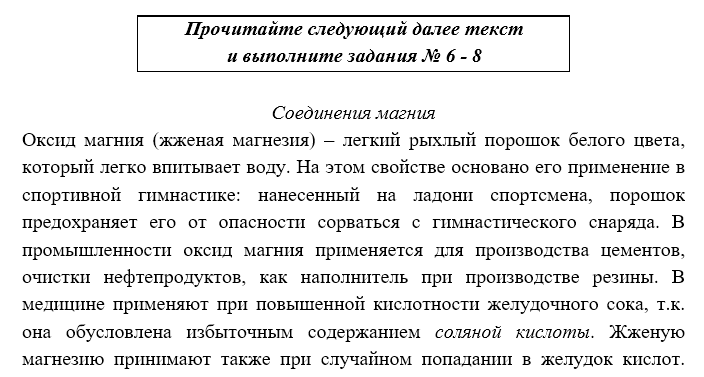 Прочитайте следующий далее текст
и выполните задания № 6 - 8
Соединения магния
Оксид магния (жженая магнезия) – легкий рыхлый порошок белого цвета,
который легко впитывает воду. На этом свойстве основано его применение в
спортивной гимнастике: нанесенный на ладони спортсмена, порошок
предохраняет его от опасности сорваться с гимнастического снаряда. В
промышленности оксид магния применяется для производства цементов,
очистки нефтепродуктов, как наполнитель при производстве резины. В
медицине применяют при повышенной кислотности желудочного сока, т.к.
она обусловлена избыточным содержанием соляной кислоты. Жженую
магнезию принимают также при случайном попадании в желудок кислот.